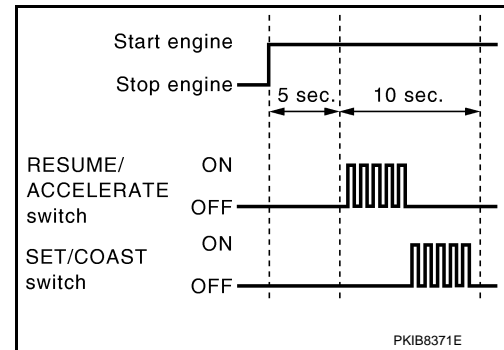 Start engine
Stop engine
5 sec.
10 sec.
RESUME/
ACCELERATE
switch
ON
OFF
SET/COAST
switch
ON
OFF
PKIB8371E